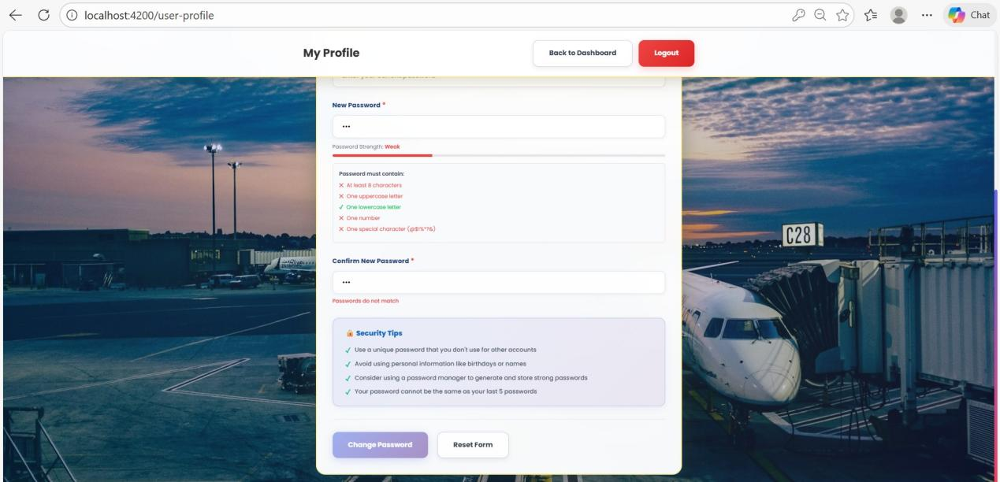 localhost:4200/user-profile
Chat
My Profile
Back to Dashboard
Logout
New Password *
•••
Password Strength: Weak
Password must contain:
✕ At least 8 characters
✕ One uppercase letter
✓ One lowercase letter
✕ One number
✕ One special character (@$!%*?&)
Confirm New Password *
•••
Passwords do not match
🔒 Security Tips
✓ Use a unique password that you don't use for other accounts
✓ Avoid using personal information like birthdays or names
✓ Consider using a password manager to generate and store strong passwords
✓ Your password cannot be the same as your last 5 passwords
Change Password
Reset Form
jetBlue
C28